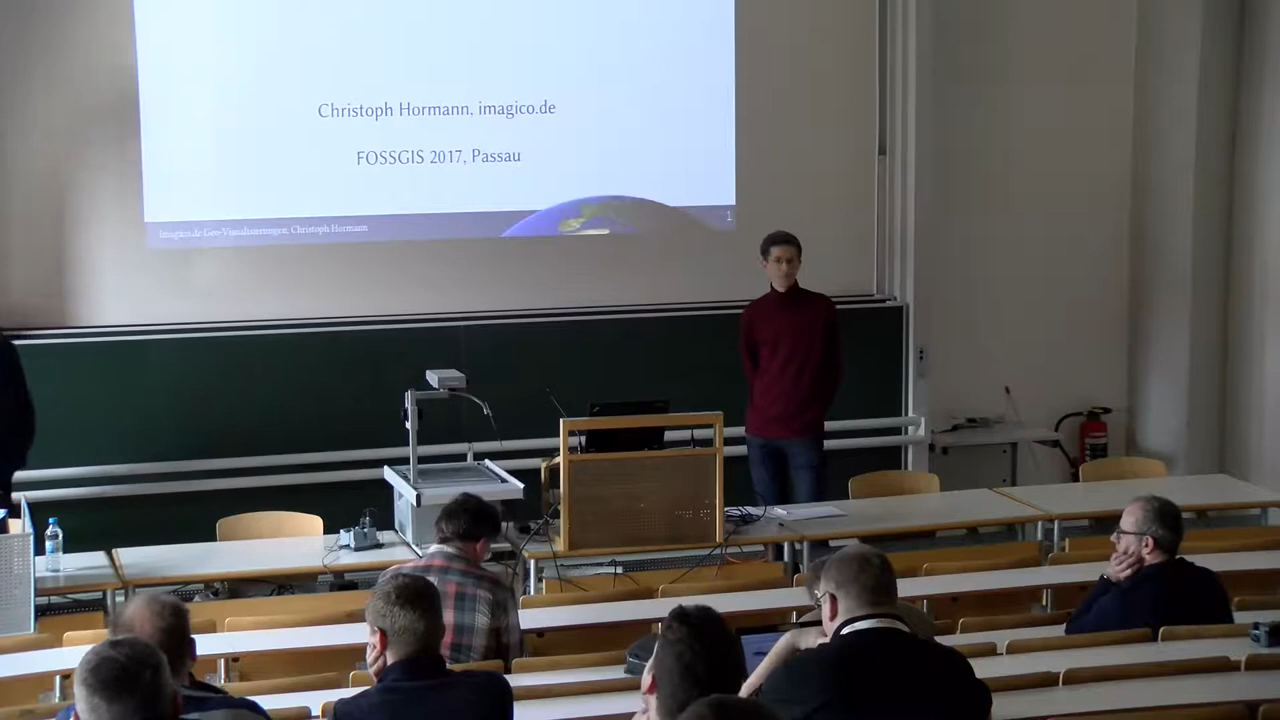 Christoph Hormann, imagico.de
FOSSGIS 2017, Passau
1
Imagico.de Geo-Visualisierungen, Christoph Hormann